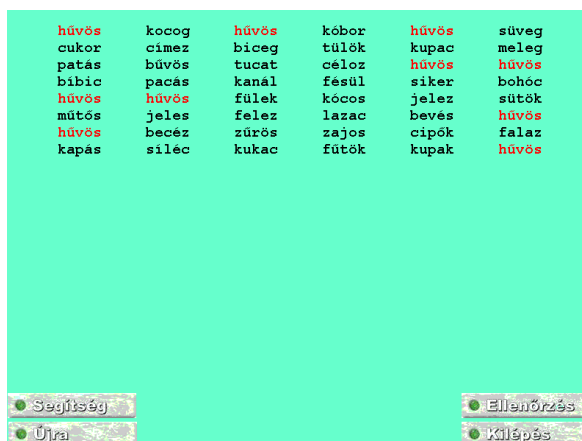 hűvös kocog hűvös kóbor hűvös süveg
cukor címez biceg tülök kupac meleg
patás bűvös tucat céloz hűvös hűvös
bíbic pacás kanál fésül siker bohóc
hűvös hűvös fülek kócos jelez sütök
műtős jeles felez lazac bevés hűvös
hűvös becéz zűrös zajos cipők falaz
kapás síléc kukac fűtök kupak hűvös
Segítség Ellenőrzés
Újra Kilépés